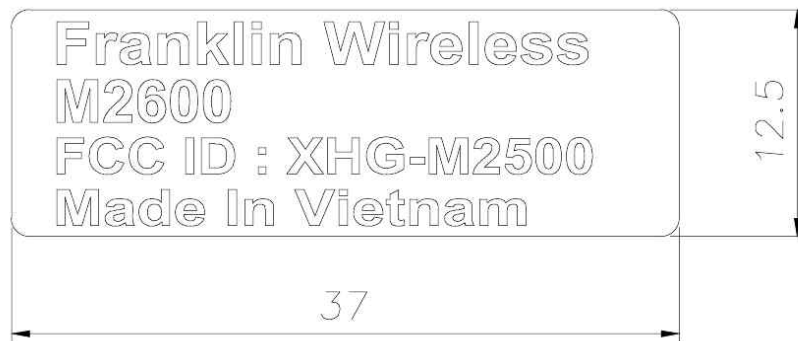 Franklin Wireless
M2600
FCC ID : XHG-M2500
Made In Vietnam
12.5
37